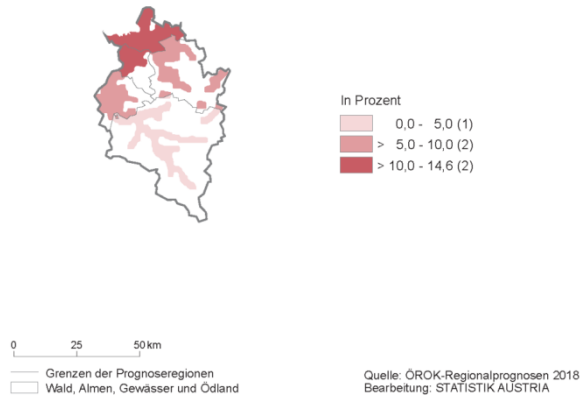 In Prozent
0,0 - 5,0 (1)
> 5,0 - 10,0 (2)
> 10,0 - 14,6 (2)
0 25 50 km
Grenzen der Prognoseregionen
Wald, Almen, Gewässer und Ödland
Quelle: ÖROK-Regionalprognosen 2018
Bearbeitung: STATISTIK AUSTRIA